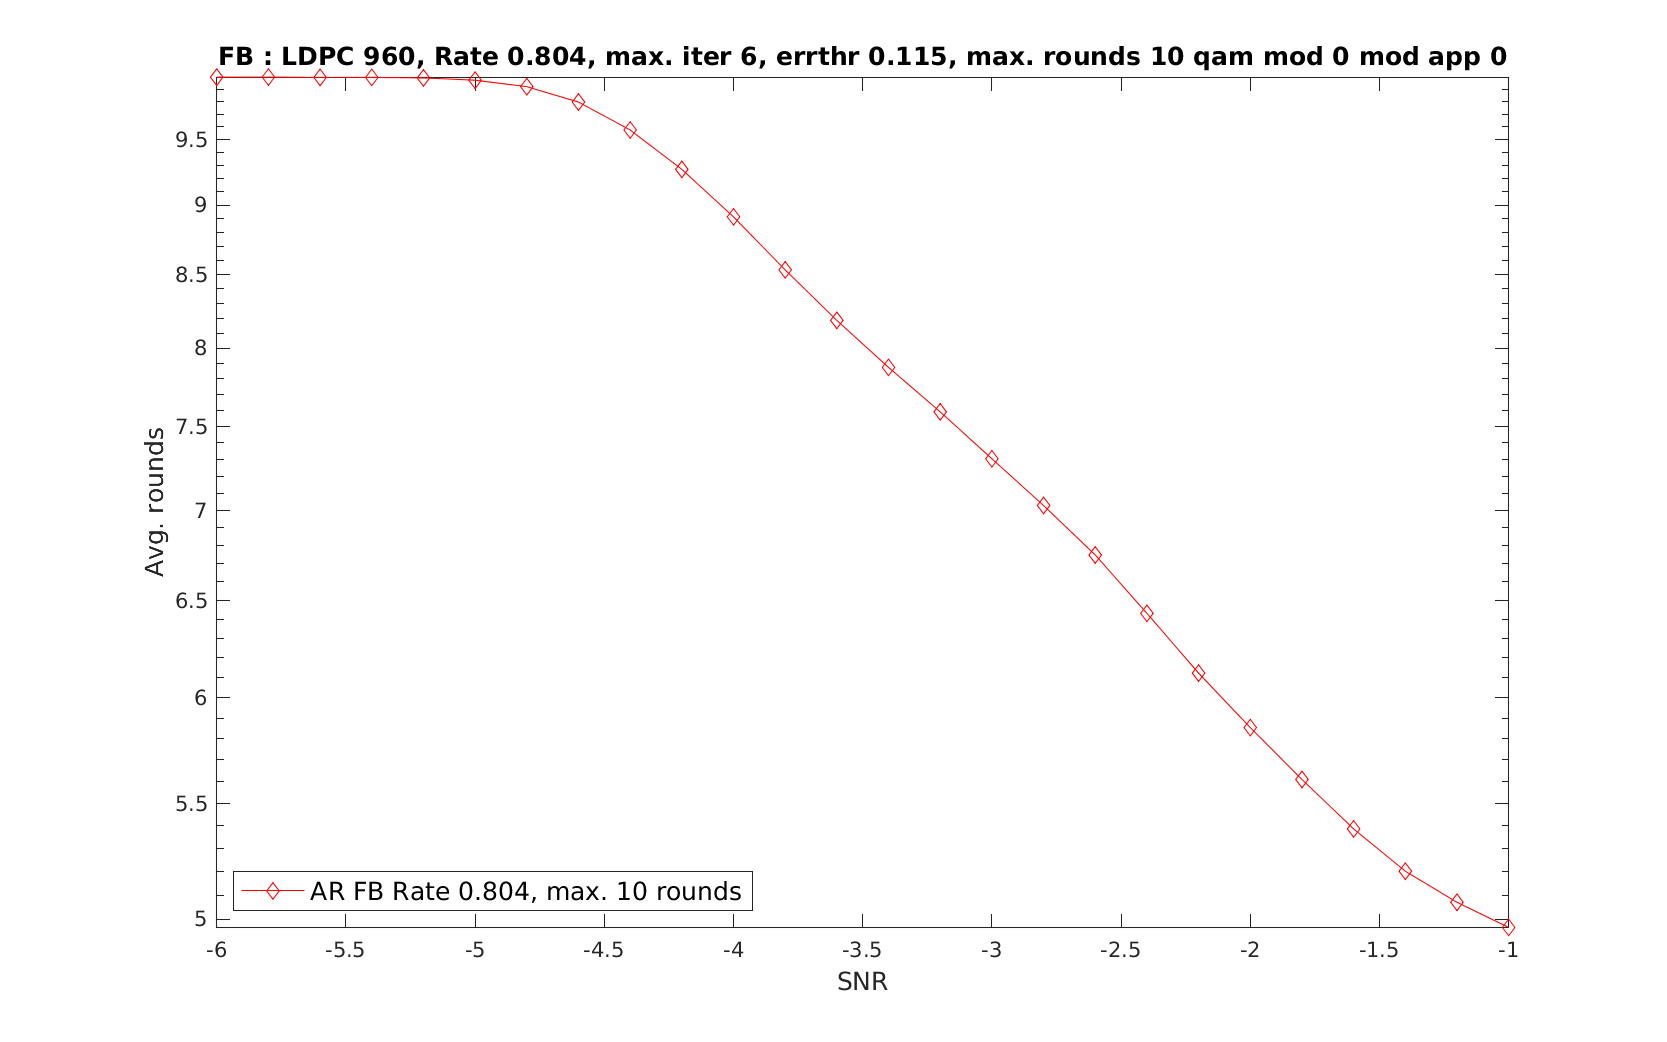 FB : LDPC 960, Rate 0.804, max. iter 6, errthr 0.115, max. rounds 10 qam mod 0 mod app 0
9.5
9
8.5
8
7.5
7
6.5
6
5.5
5
Avg. rounds
AR FB Rate 0.804, max. 10 rounds
-6 -5.5 -5 -4.5 -4 -3.5 -3 -2.5 -2 -1.5 -1
SNR